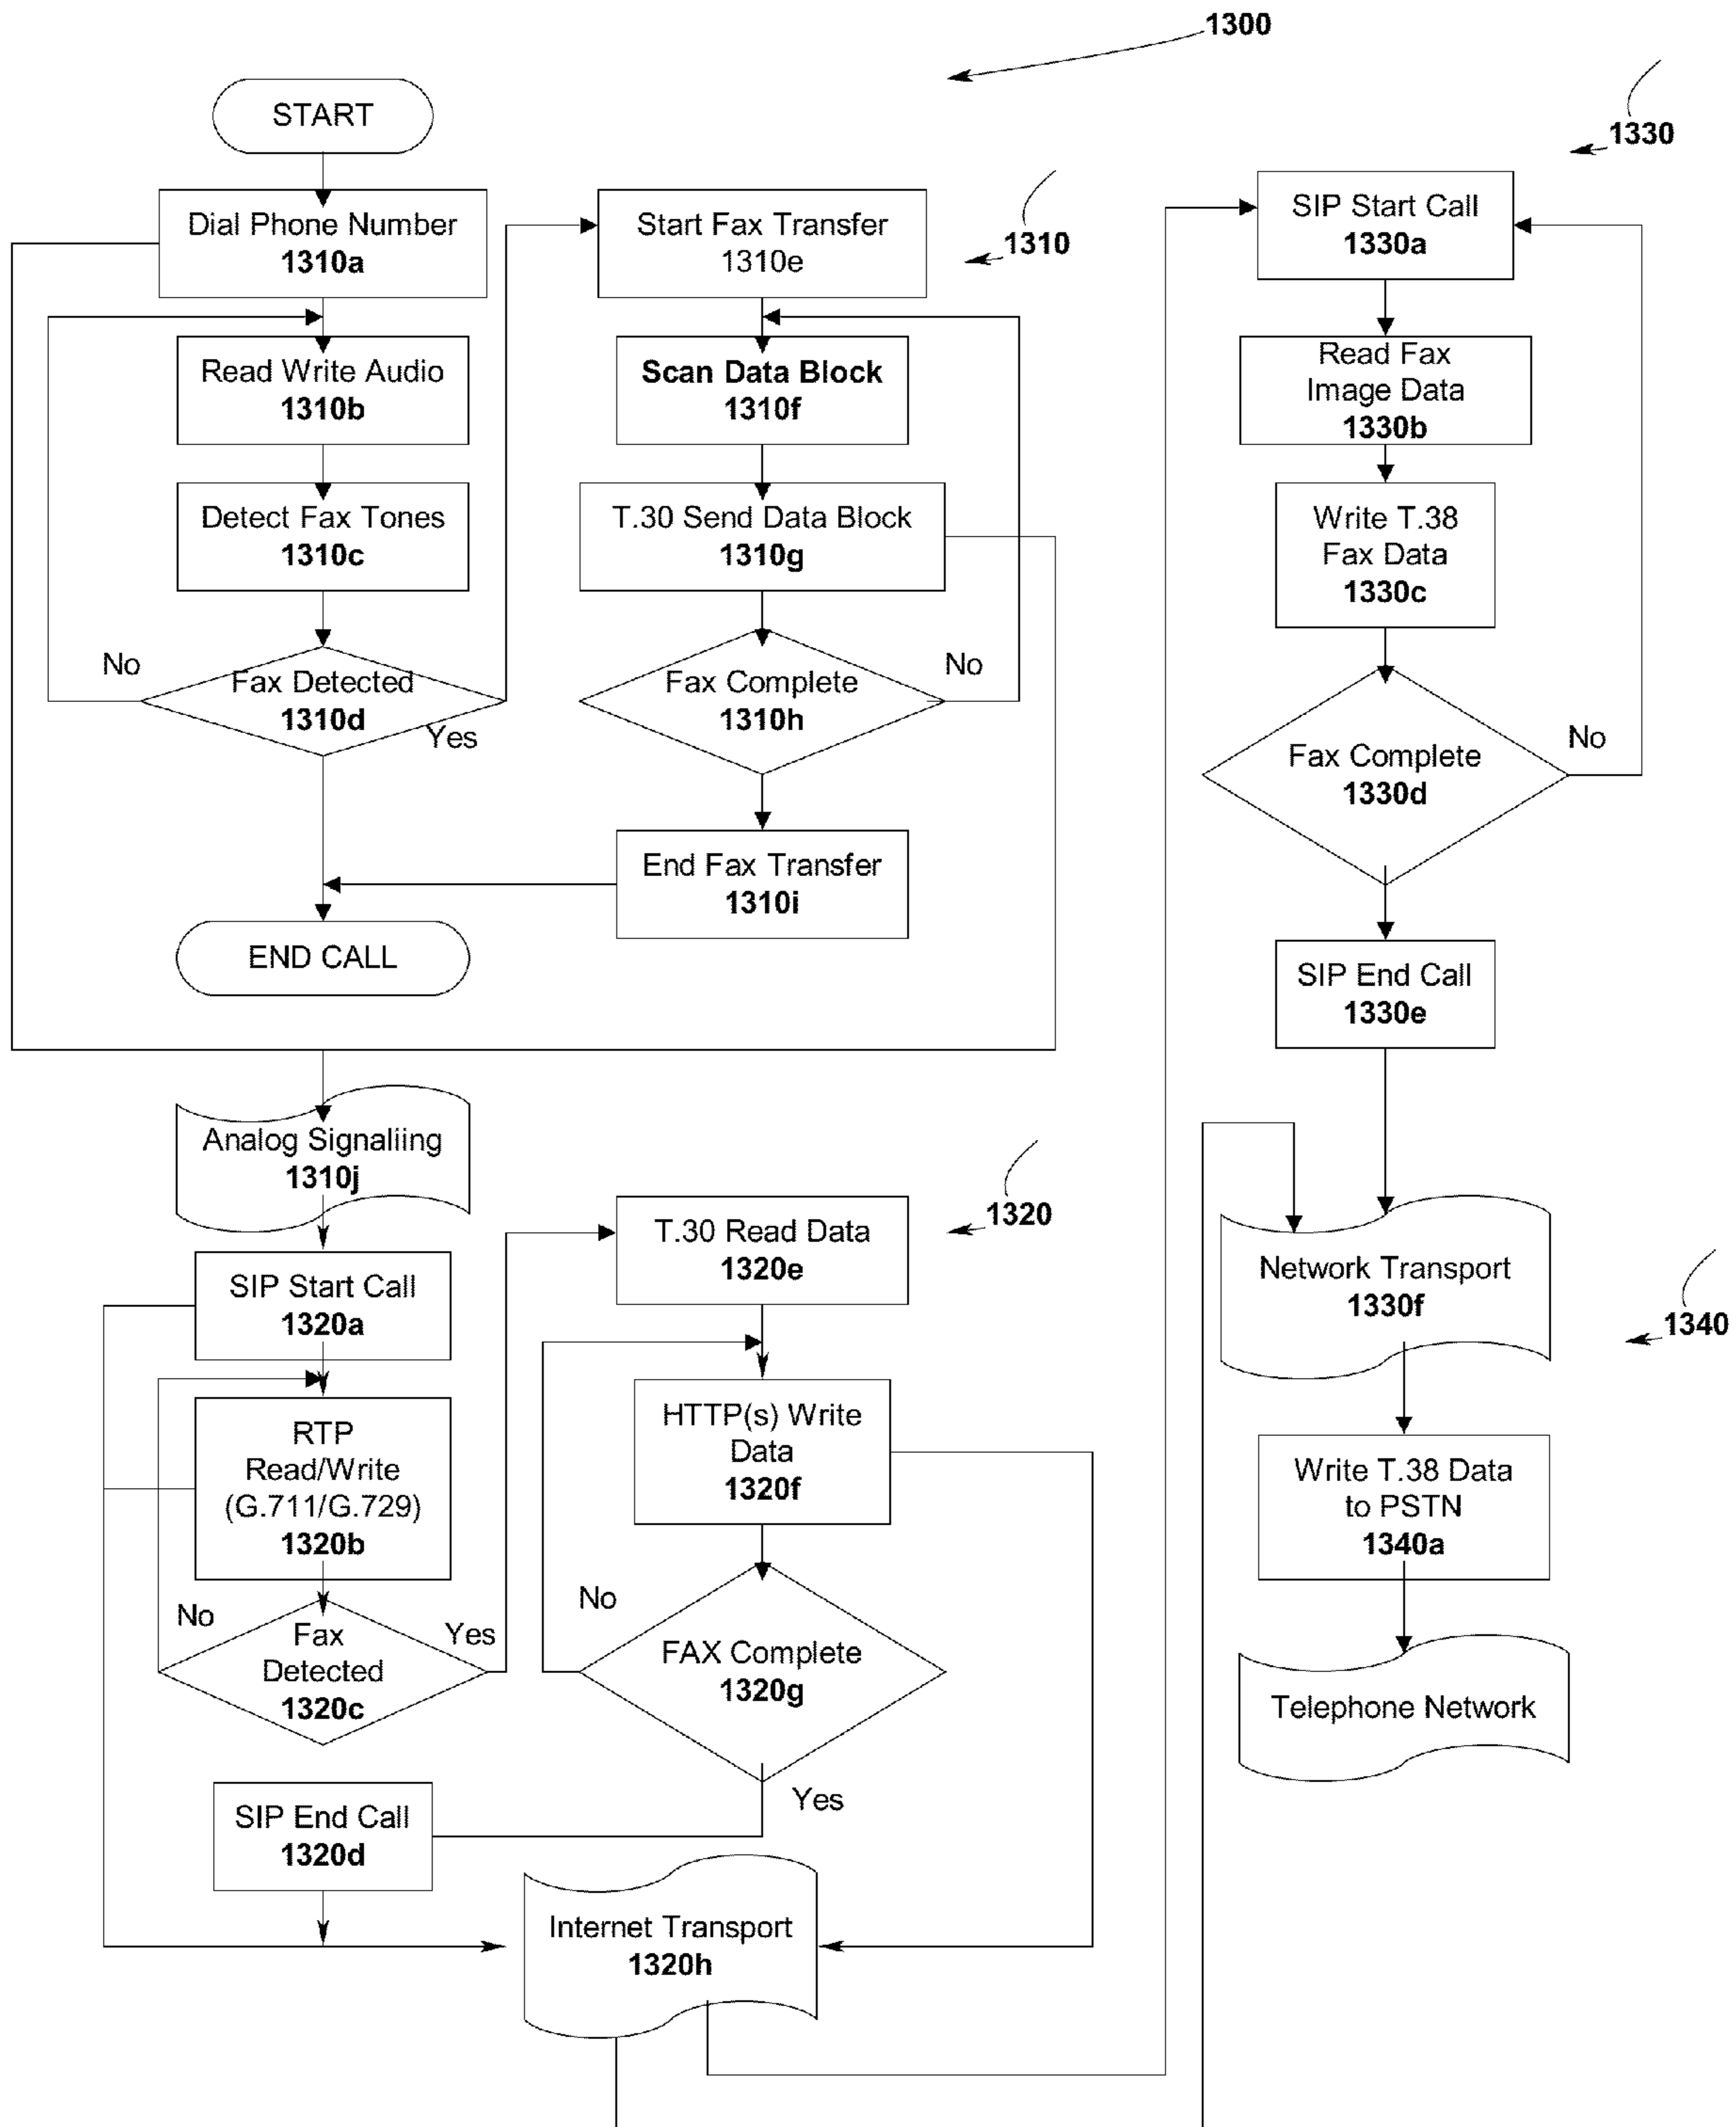 1300
START
Dial Phone Number
1310a
Read Write Audio
1310b
Detect Fax Tones
1310c
No
Fax Detected
1310d
Yes
END CALL
Start Fax Transfer
1310e
1310
Scan Data Block
1310f
T.30 Send Data Block
1310g
Fax Complete
1310h
No
End Fax Transfer
1310i
Analog Signaliing
1310j
SIP Start Call
1320a
RTP
Read/Write
(G.711/G.729)
1320b
No
Fax
Detected
1320c
Yes
SIP End Call
1320d
T.30 Read Data
1320e
1320
HTTP(s) Write
Data
1320f
No
FAX Complete
1320g
Yes
Internet Transport
1320h
1330
SIP Start Call
1330a
Read Fax
Image Data
1330b
Write T.38
Fax Data
1330c
Fax Complete
1330d
No
SIP End Call
1330e
Network Transport
1330f
1340
Write T.38 Data
to PSTN
1340a
Telephone Network